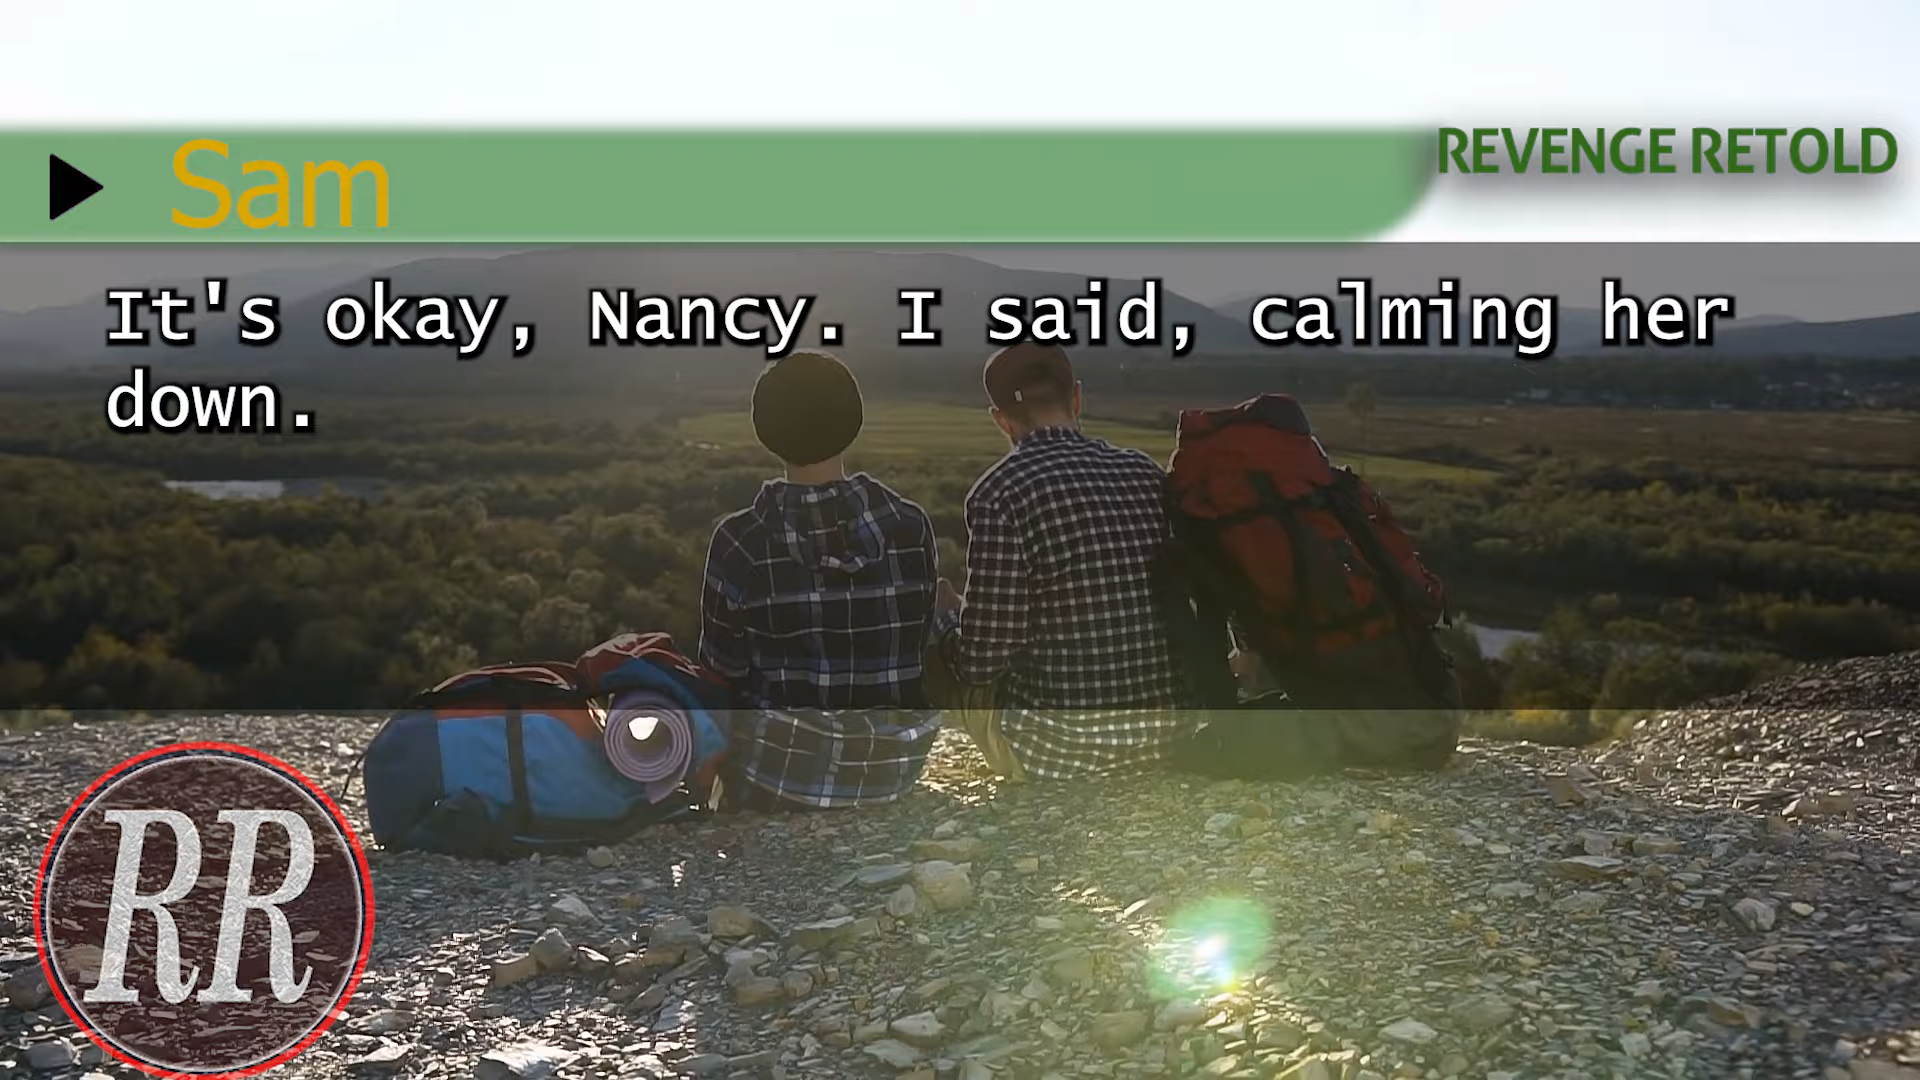 REVENGE RETOLD
Sam
It's okay, Nancy. I said, calming her
down.
RR